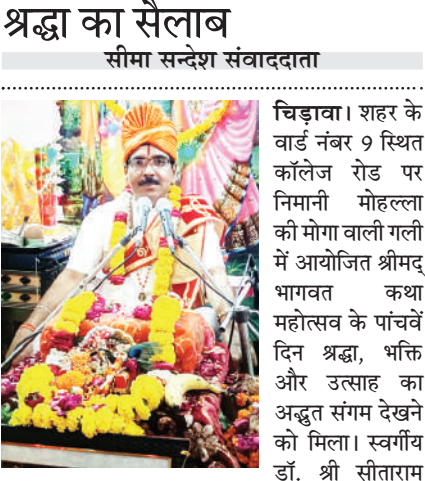 श्रद्धा का सैलाब
सीमा सन्देश संवाददाता
चिड़ावा। शहर के
वार्ड नंबर 9 स्थित
कॉलेज रोड पर
निमानी मोहल्ला
की मोगा वाली गली
में आयोजित श्रीमद्
भागवत कथा
महोत्सव के पांचवें
दिन श्रद्धा, भक्ति
और उत्साह का
अद्भुत संगम देखने
को मिला। स्वर्गीय
डॉ. श्री सीताराम